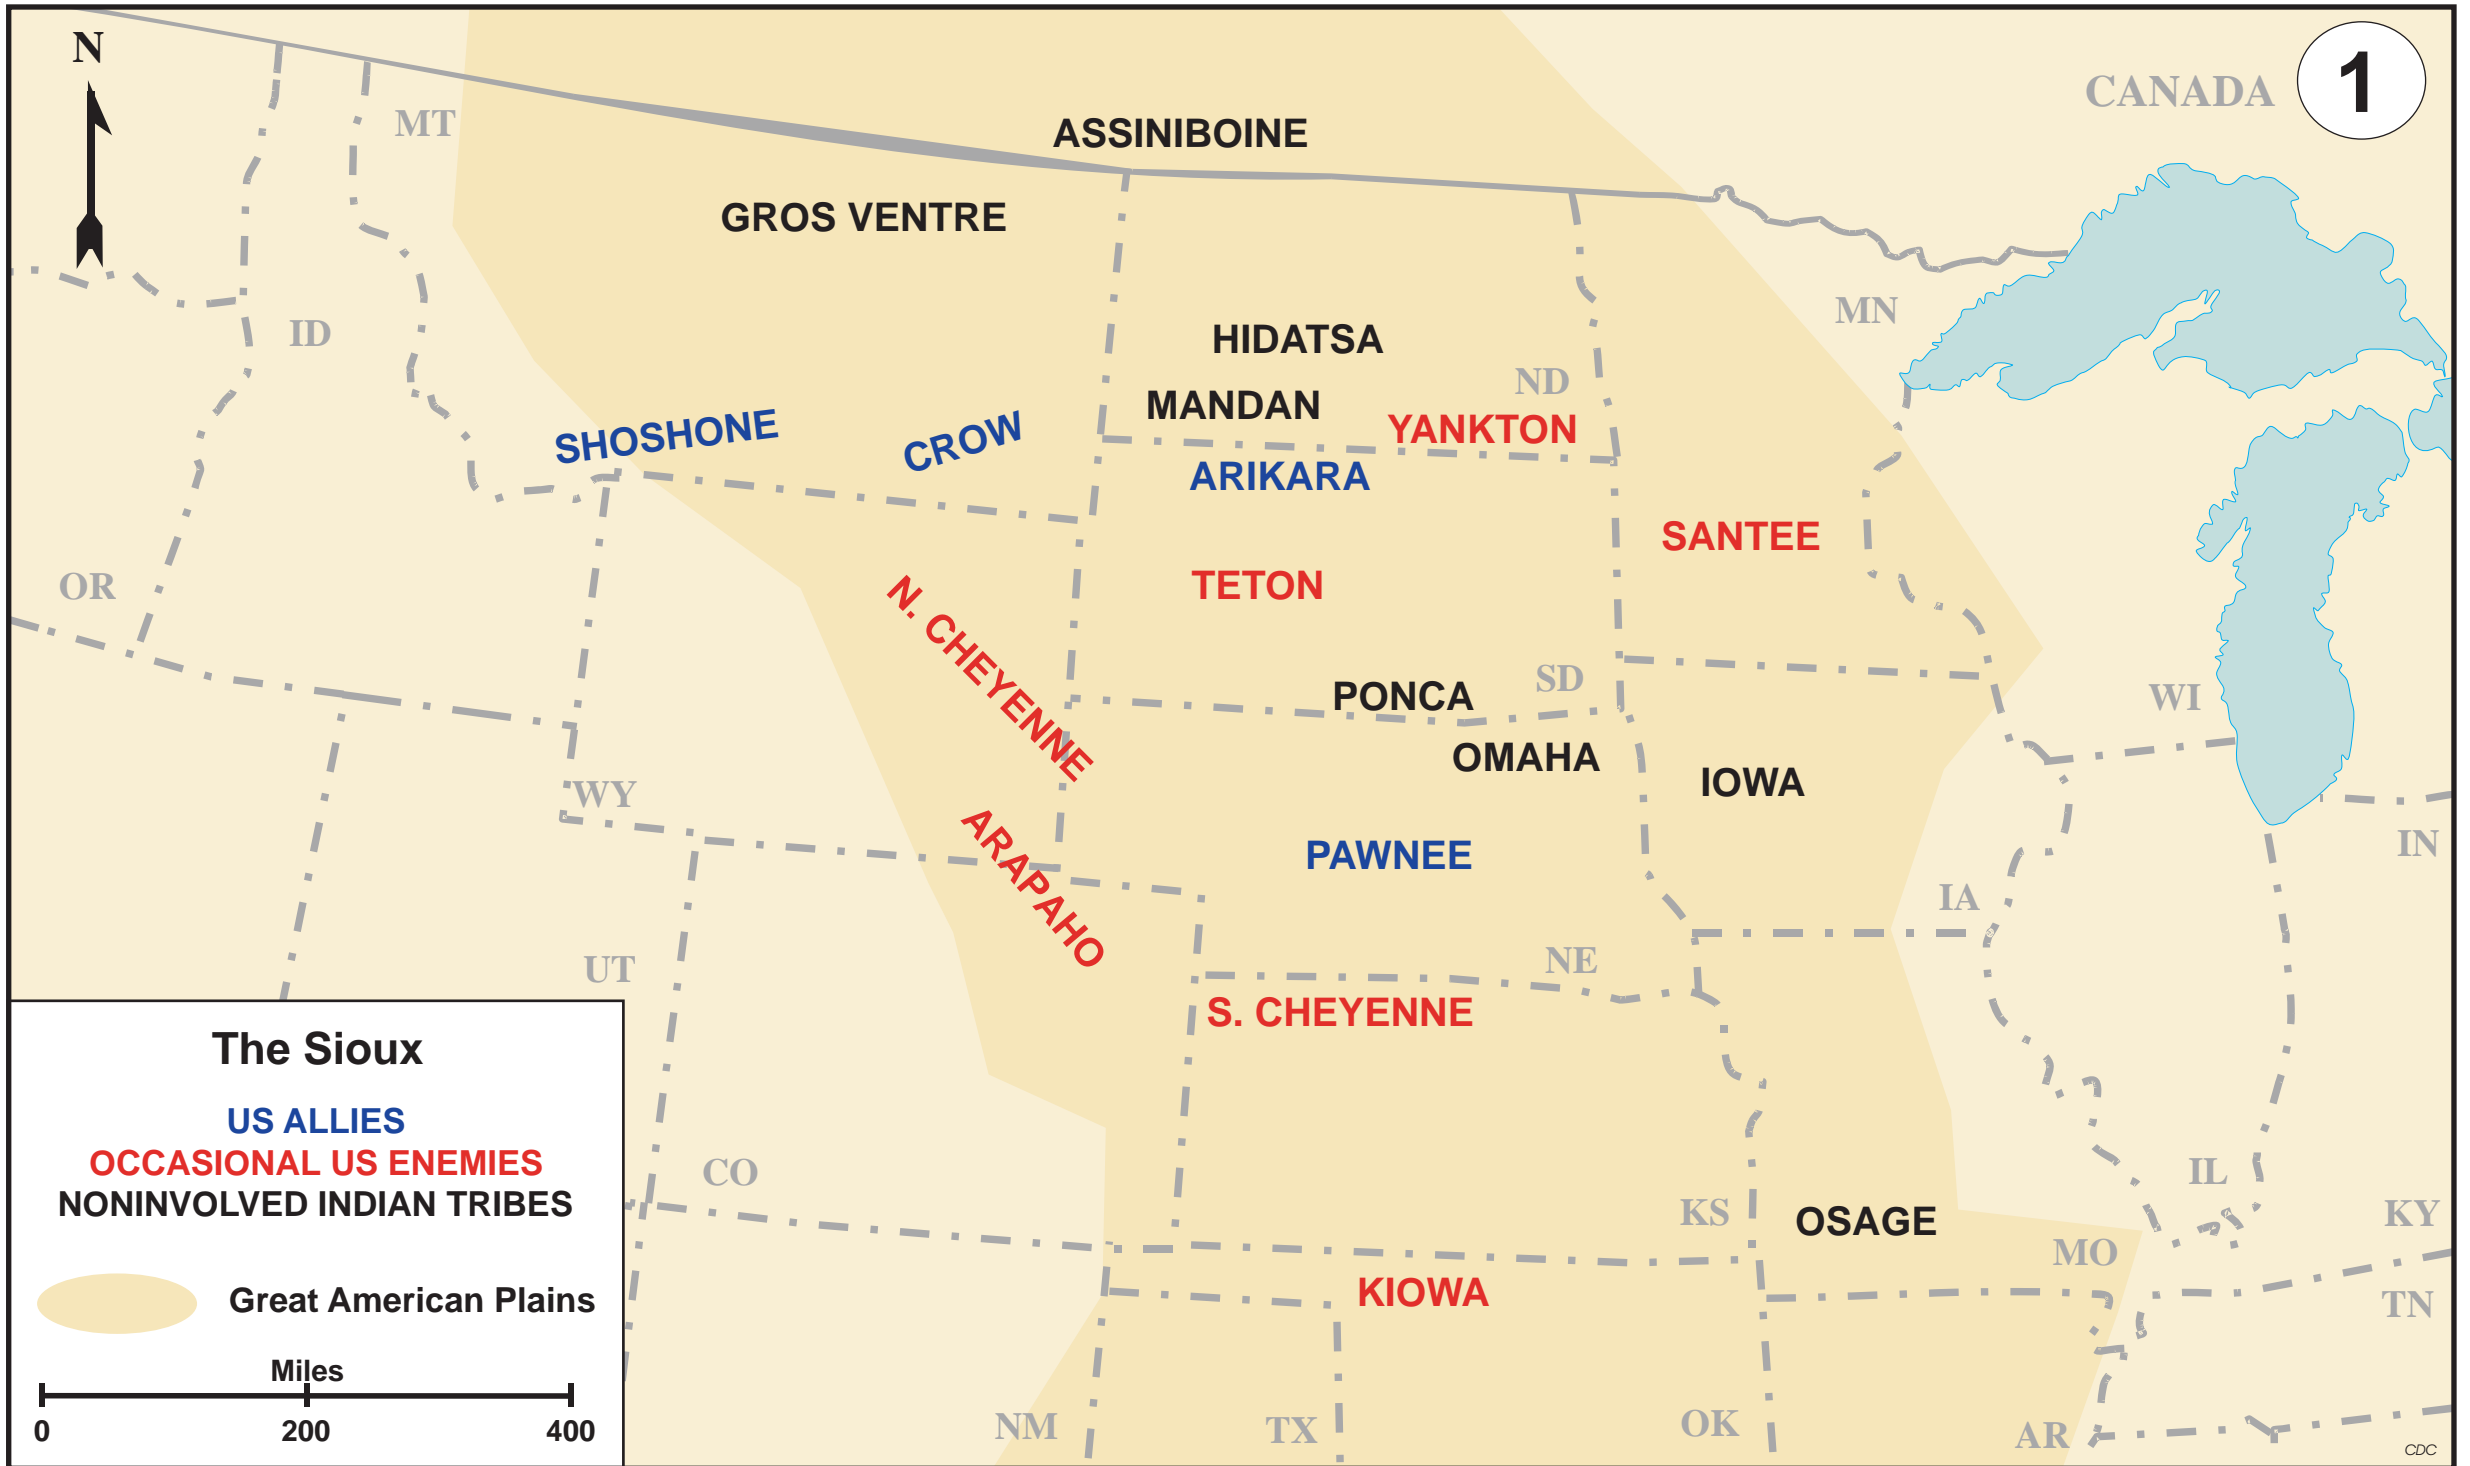 N
1
CANADA
MT
ASSINIBOINE
GROS VENTRE
MN
ID
HIDATSA
ND
MANDAN
YANKTON
SHOSHONE
CROW
ARIKARA
SANTEE
OR
TETON
N. CHEYENNE
SD
PONCA
WI
OMAHA
IOWA
WY
IN
PAWNEE
ARAPAHO
IA
NE
UT
S. CHEYENNE
CO
IL
KS
OSAGE
KY
MO
KIOWA
TN
NM
TX
OK
AR
CDC
The Sioux
US ALLIES
OCCASIONAL US ENEMIES
NONINVOLVED INDIAN TRIBES
Great American Plains
Miles
0 200 400